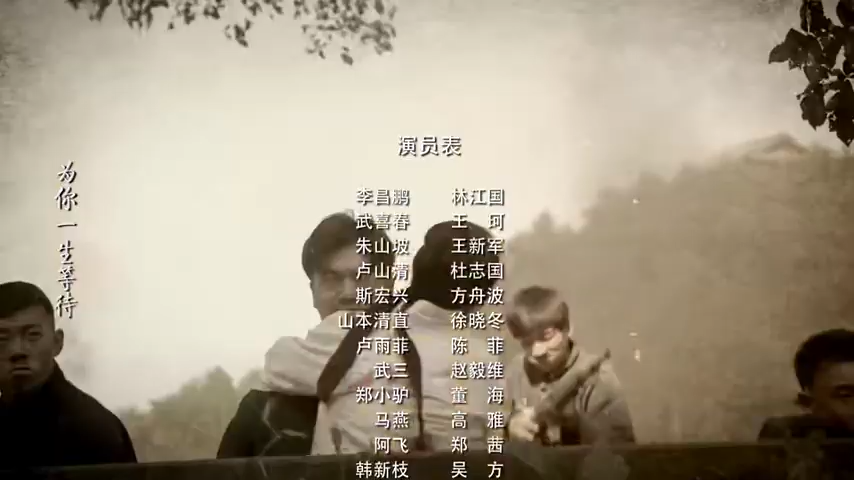 演员表
李昌鹏 林江国
武喜春 王 珂
朱山坡 王新军
卢山清 杜志国
斯宏兴 方舟波
山本清直 徐晓冬
卢雨菲 陈 菲
武三 赵毅维
郑小驴 董 海
马燕 高 雅
阿飞 郑 茜
韩新枝 吴 方
为你一生等待